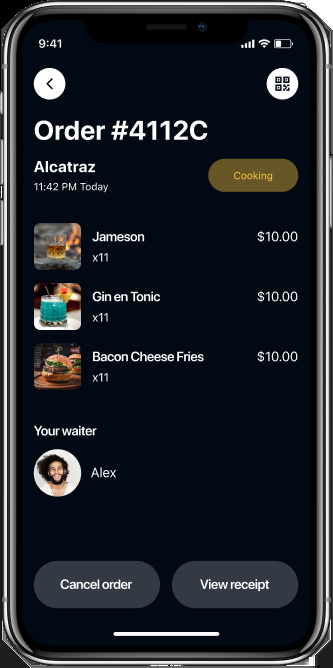 9:41
Order #4112C
Alcatraz
11:42 PM Today
Cooking
Jameson
$10.00
x11
Gin en Tonic
$10.00
x11
Bacon Cheese Fries
$10.00
x11
Your waiter
Alex
Cancel order
View receipt